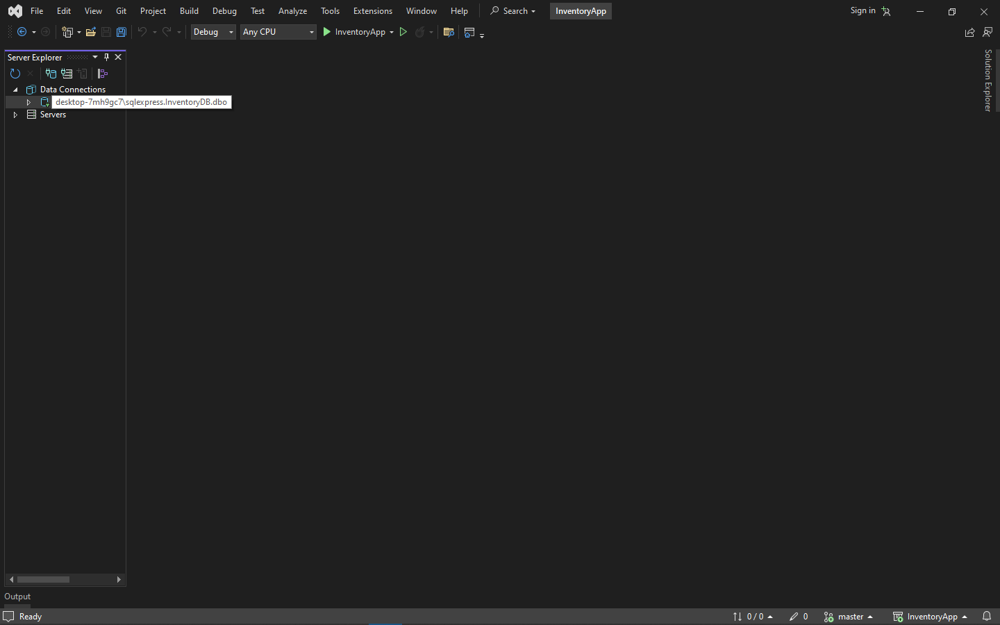 File Edit View Git Project Build Debug Test Analyze Tools Extensions Window Help Search InventoryApp Sign in
Debug Any CPU InventoryApp
Server Explorer
Data Connections
desktop-7mh9gc7\sqlexpress.InventoryDB.dbo
Servers
Solution Explorer
Output
Ready 0 / 0 0 master InventoryApp